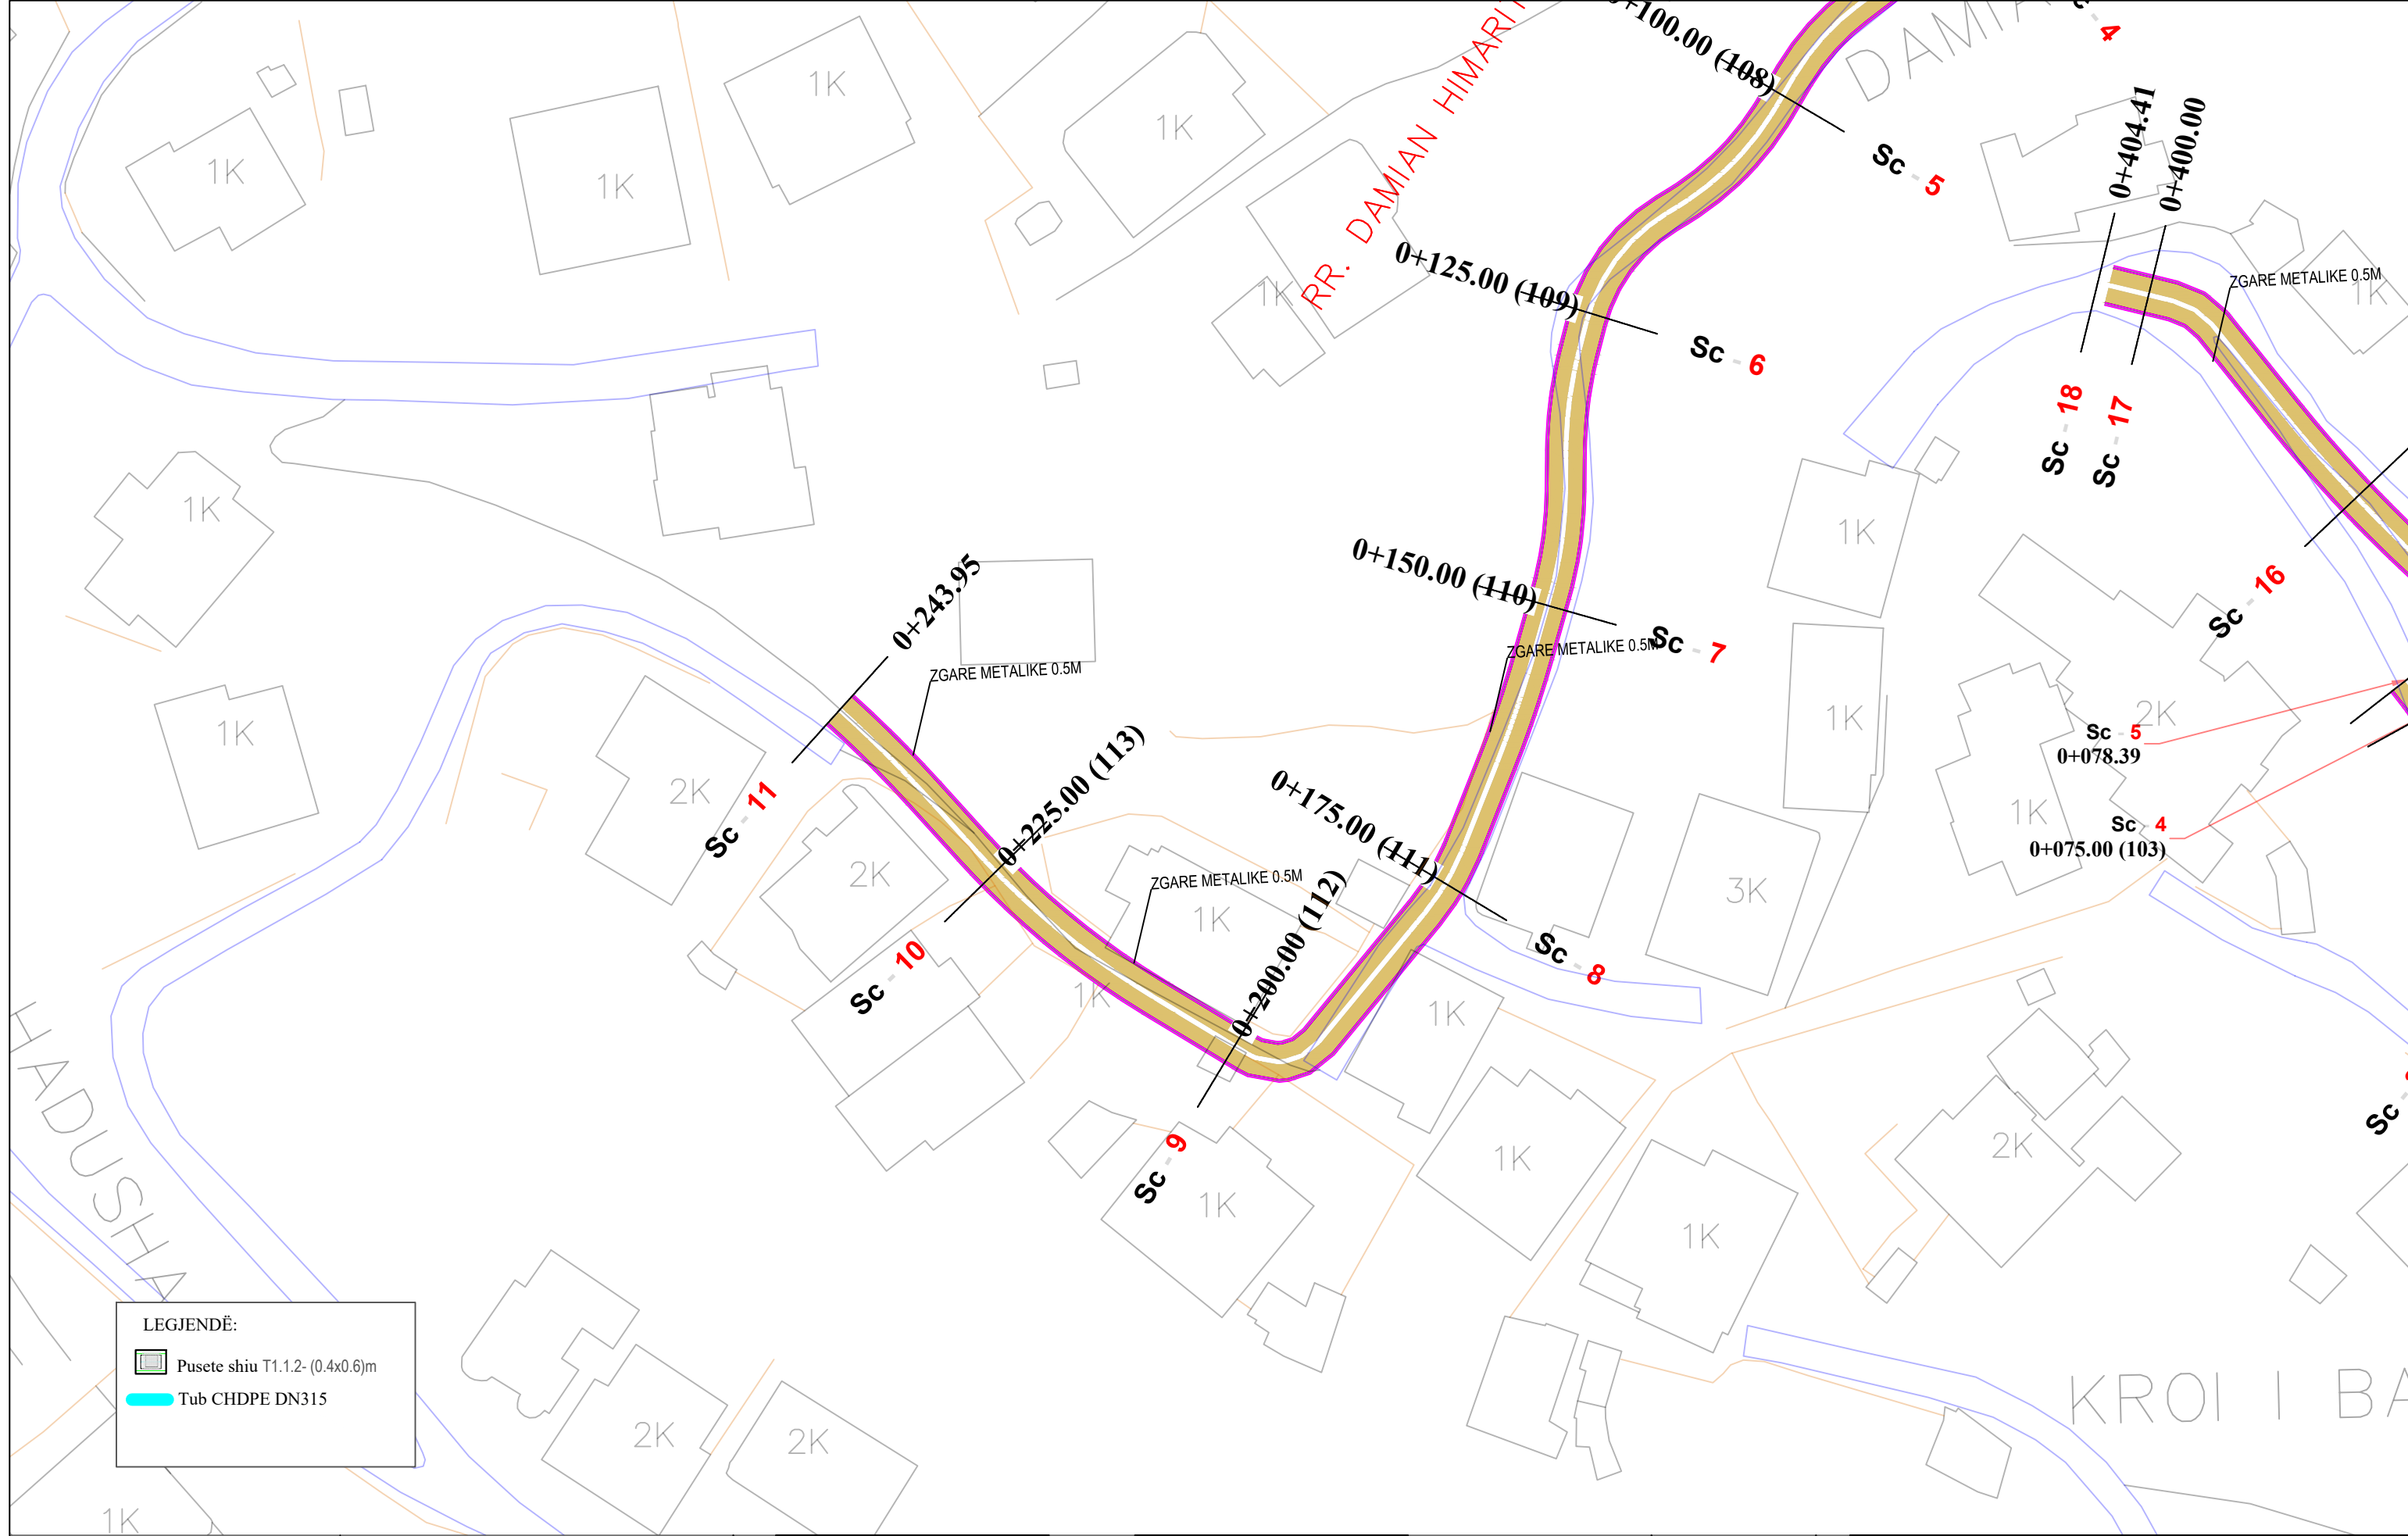 0+100.00 (108)
DAMIA
Sc - 4
RR. DAMIAN HIMARIT
Sc - 5
0+404.41
0+400.00
0+125.00 (109)
Sc - 6
ZGARE METALIKE 0.5M
Sc - 18
Sc - 17
0+150.00 (110)
Sc - 7
ZGARE METALIKE 0.5M
Sc - 16
0+243.95
ZGARE METALIKE 0.5M
Sc - 11
Sc - 5
0+078.39
Sc - 4
0+075.00 (103)
0+225.00 (113)
0+175.00 (111)
Sc - 8
ZGARE METALIKE 0.5M
0+200.00 (112)
Sc - 10
Sc - 9
Sc -
HADUSHA
1K
1K
1K
1K
1K
1K
1K
1K
1K
1K
2K
2K
1K
1K
1K
2K
1K
3K
1K
1K
1K
1K
2K
2K
2K
1K
KROI I BA
LEGJENDË:
Pusete shiu T1.1.2- (0.4x0.6)m
Tub CHDPE DN315